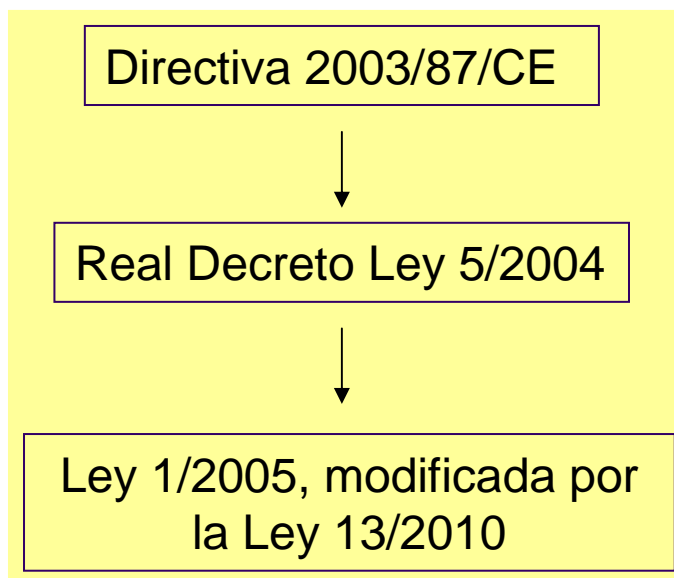 Directiva 2003/87/CE
Real Decreto Ley 5/2004
Ley 1/2005, modificada por
la Ley 13/2010